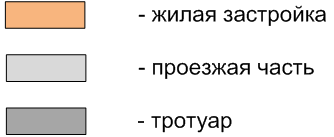 - жилая застройка
- проезжая часть
- тротуар